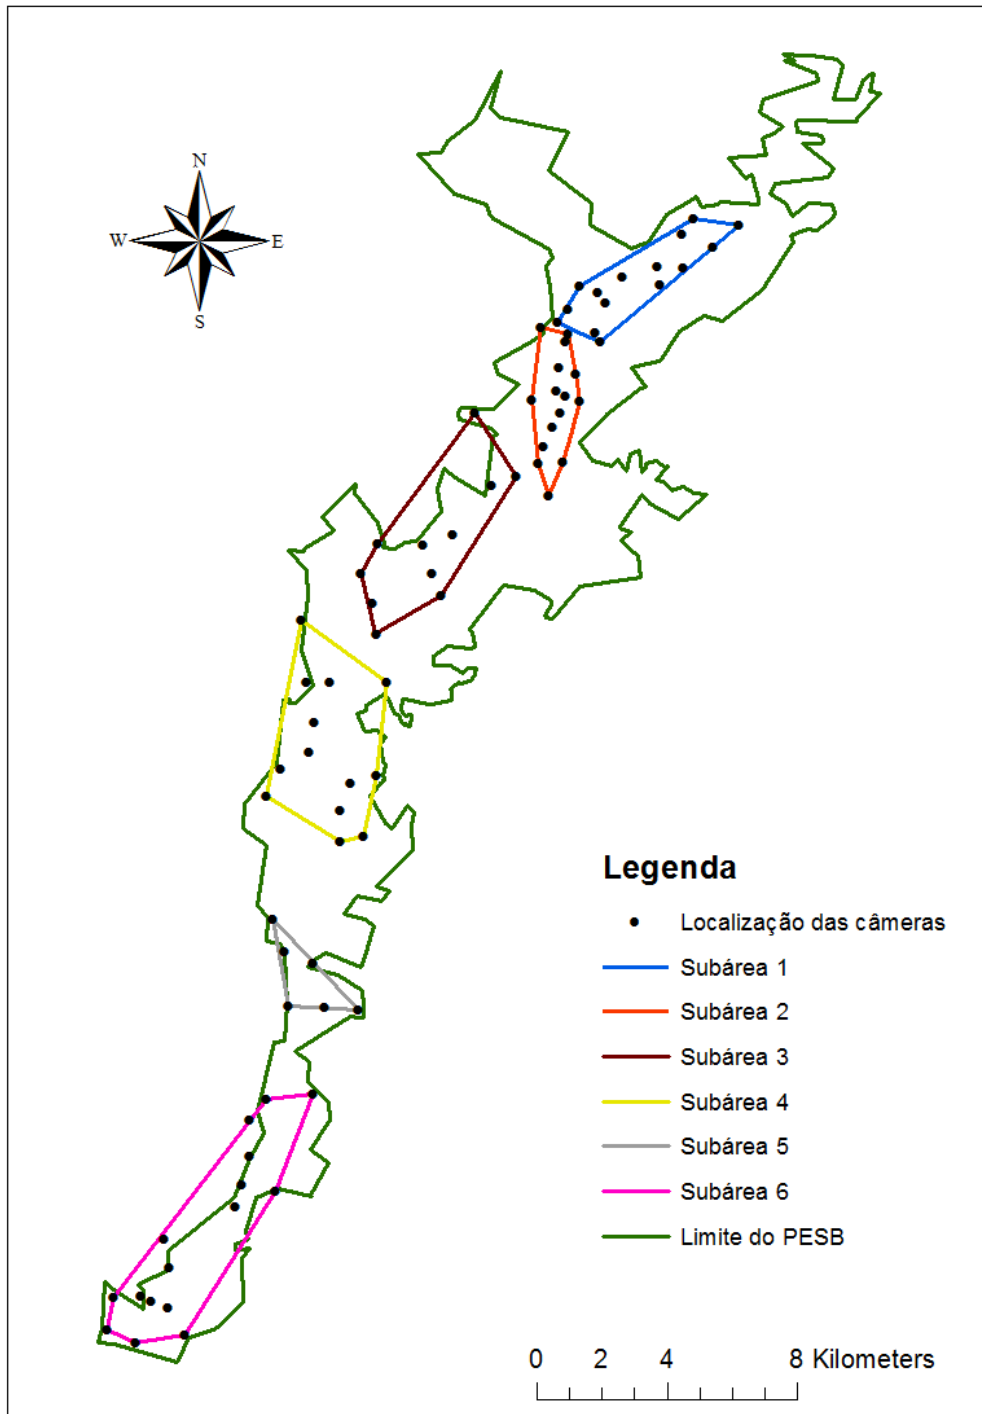 N
W
E
S
Legenda
Localização das câmeras
Subárea 1
Subárea 2
Subárea 3
Subárea 4
Subárea 5
Subárea 6
Limite do PESB
0 2 4 8 Kilometers